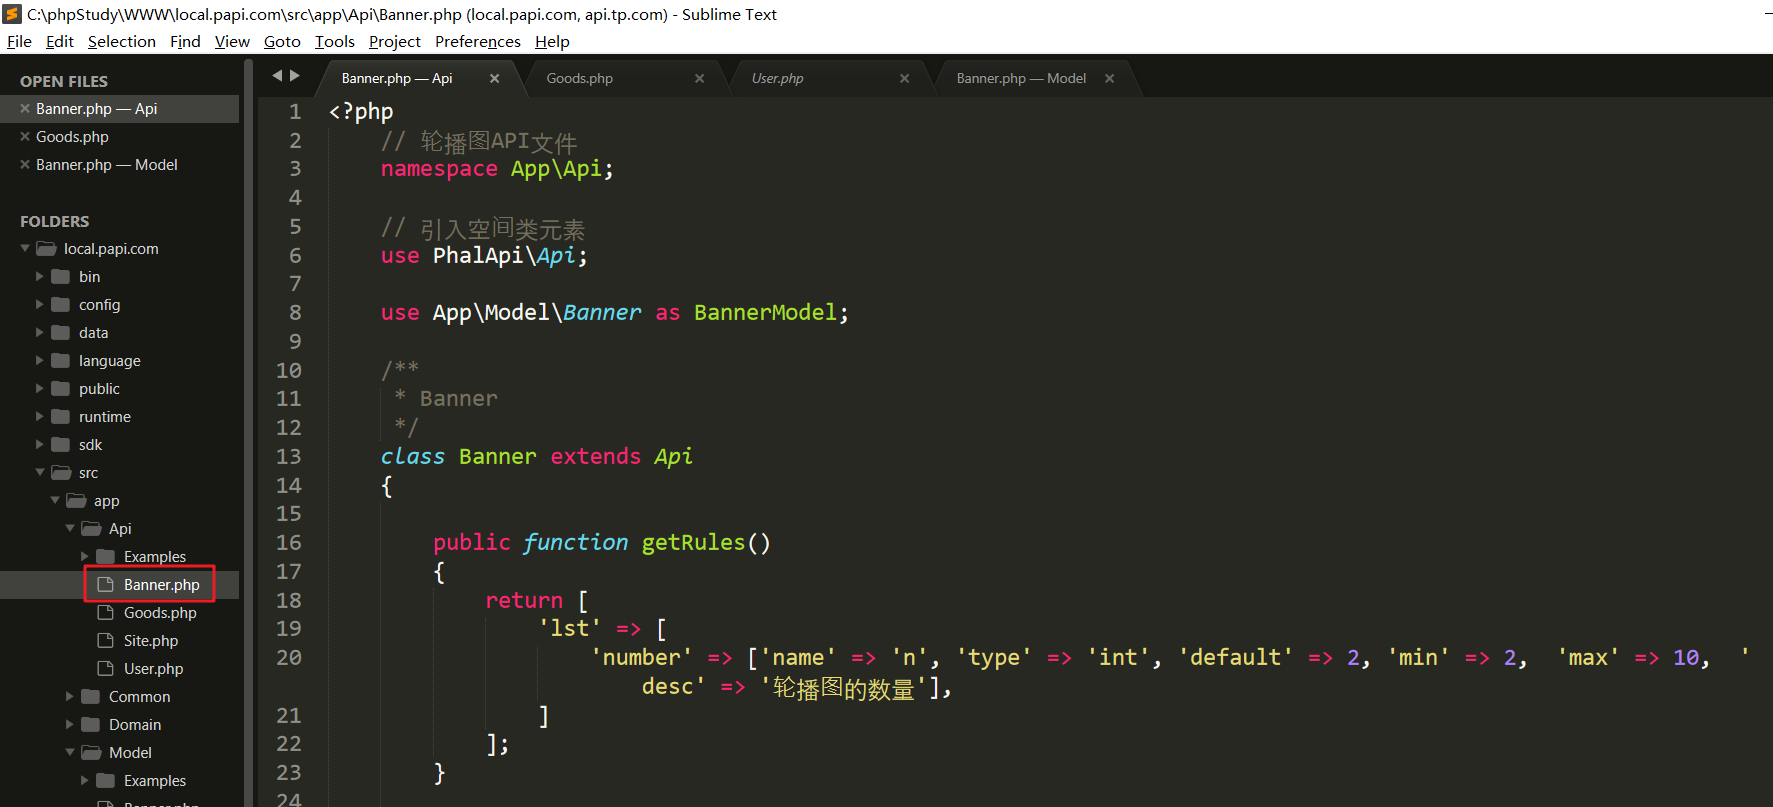 C:\phpStudy\WWW\local.papi.com\src\app\Api\Banner.php (local.papi.com, api.tp.com) - Sublime Text
File Edit Selection Find View Goto Tools Project Preferences Help
OPEN FILES
Banner.php — Api
Goods.php
Banner.php — Model
FOLDERS
local.papi.com
bin
config
data
language
public
runtime
sdk
src
app
Api
Examples
Banner.php
Goods.php
Site.php
User.php
Common
Domain
Model
Examples
Banner.php
Banner.php — Api Goods.php User.php Banner.php — Model
1 <?php
2 // 轮播图API文件
3 namespace App\Api;
4
5 // 引入空间类元素
6 use PhalApi\Api;
7
8 use App\Model\Banner as BannerModel;
9
10 /**
11 * Banner
12 */
13 class Banner extends Api
14 {
15
16 public function getRules()
17 {
18 return [
19 'lst' => [
20 'number' => ['name' => 'n', 'type' => 'int', 'default' => 2, 'min' => 2,  'max' => 10,  '
desc' => '轮播图的数量'],
21 ]
22 ];
23 }
24